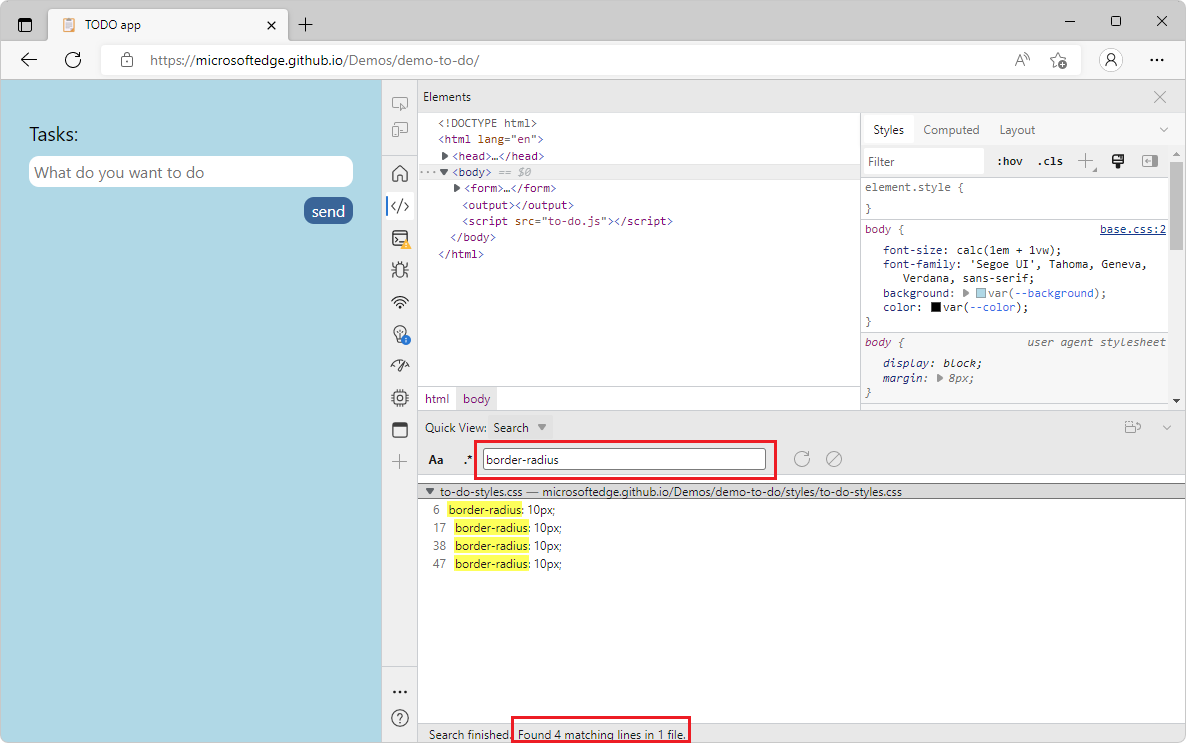 TODO app
https://microsoftedge.github.io/Demos/demo-to-do/
Tasks:
What do you want to do
send
Elements
<!DOCTYPE html>
<html lang="en">
<head>…</head>
<body> == $0
<form>…</form>
<output></output>
<script src="to-do.js"></script>
</body>
</html>
html body
Styles Computed Layout
Filter :hov .cls
element.style {
}
body { base.css:2
font-size: calc(1em + 1vw);
font-family: 'Segoe UI', Tahoma, Geneva,
Verdana, sans-serif;
background: var(--background);
color: var(--color);
}
body { user agent stylesheet
display: block;
margin: 8px;
}
Quick View: Search
Aa .* border-radius
to-do-styles.css — microsoftedge.github.io/Demos/demo-to-do/styles/to-do-styles.css
6 border-radius: 10px;
17 border-radius: 10px;
38 border-radius: 10px;
47 border-radius: 10px;
Search finished. Found 4 matching lines in 1 file.